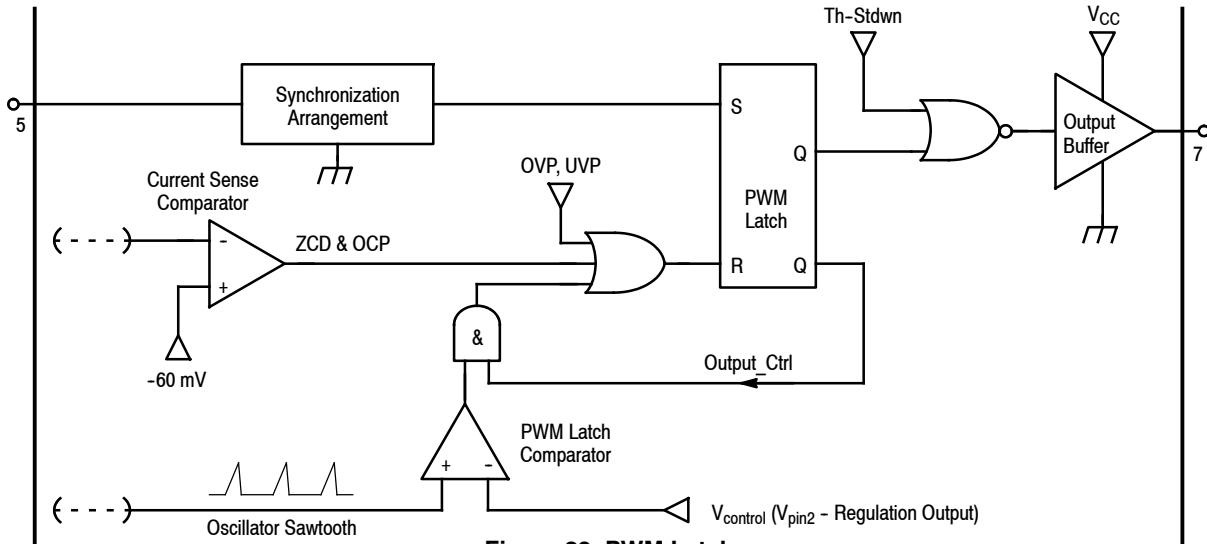 Th-Stdwn
VCC
Synchronization
Arrangement
S
5
Output
Buffer
7
Q
OVP, UVP
PWM
Latch
Current Sense
Comparator
-
ZCD & OCP
R
Q
+
&
-60 mV
Output_Ctrl
PWM Latch
Comparator
+
-
Oscillator Sawtooth
Vcontrol (Vpin2 - Regulation Output)